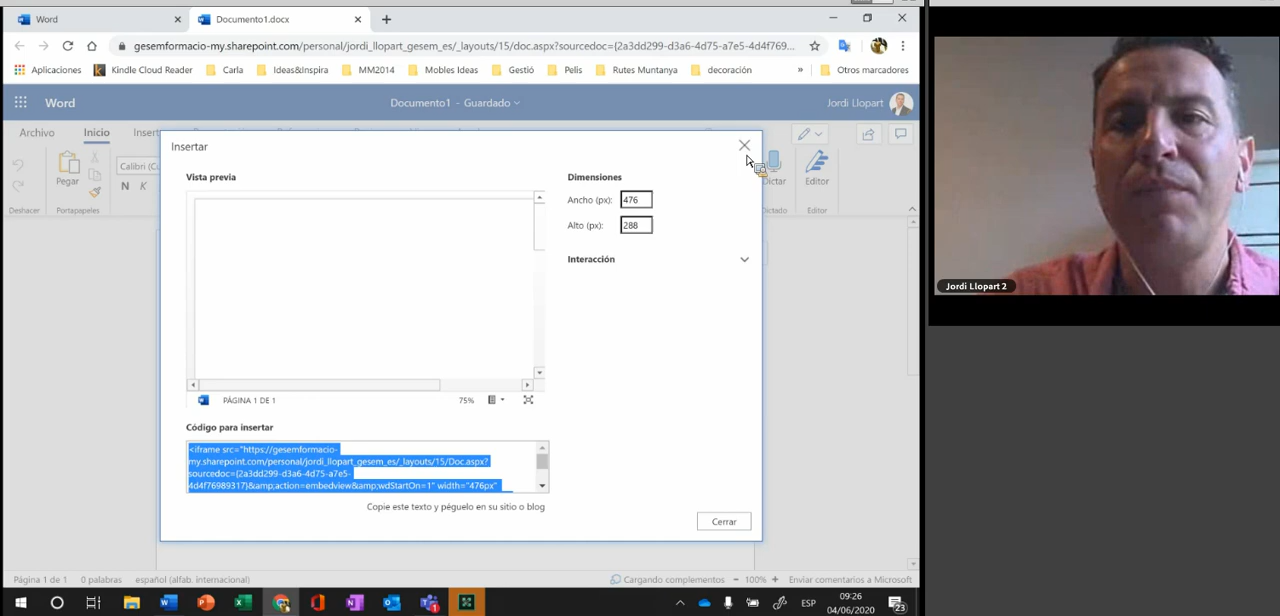 Word
Documento1.docx
gesemformacio-my.sharepoint.com/personal/jordi_llopart_gesem_es/_layouts/15/doc.aspx?sourcedoc={2a3dd299-d3a6-4d75-a7e5-4d4f769...
Aplicaciones
Kindle Cloud Reader
Carla
Ideas&Inspira
MM2014
Mobles Ideas
Gestió
Pelis
Rutes Muntanya
decoración
»
Otros marcadores
Word
Documento1 - Guardado
Jordi Llopart
Archivo
Inicio
Insert
Pegar
Calibri (Cu
N K
Dictar
Editor
Deshacer
Portapapeles
Dictado
Editor
Insertar
Vista previa
Dimensiones
Ancho (px): 476
Alto (px): 288
Interacción
PÁGINA 1 DE 1
75%
Código para insertar
<iframe src="https://gesemformacio-
my.sharepoint.com/personal/jordi_llopart_gesem_es/_layouts/15/Doc.aspx?
sourcedoc={2a3dd299-d3a6-4d75-a7e5-
4d4f76989317}&amp;action=embedview&amp;wdStartOn=1" width="476px"
Copie este texto y péguelo en su sitio o blog
Cerrar
Página 1 de 1
0 palabras
español (alfab. internacional)
Cargando complementos
- 100% +
Enviar comentarios a Microsoft
ESP
09:26
04/06/2020
23
Jordi Llopart 2